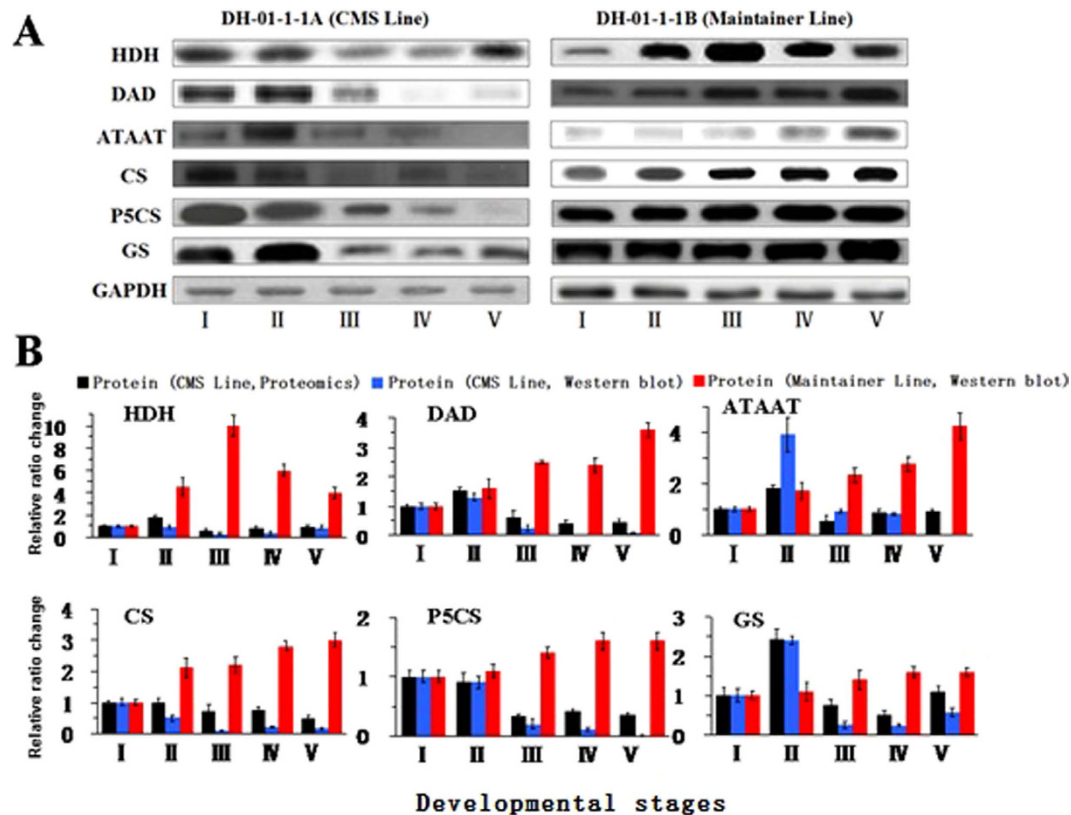 A
DH-01-1-1A (CMS Line) DH-01-1-1B (Maintainer Line)
HDH
DAD
ATAAT
CS
P5CS
GS
GAPDH
I II III IV V I II III IV V
B
Protein (CMS Line,Proteomics) Protein (CMS Line, Western blot) Protein (Maintainer Line, Western blot)
HDH DAD ATAAT
Relative ratio change
10
8
6
4
2
0
4
3
2
1
0
4
2
0
I II III IV V I II III IV V I II III IV V
CS P5CS GS
Relative ratio change
4
3
2
1
0
2
1
0
3
2
1
0
I II III IV V I II III IV V I II III IV V
Developmental stages